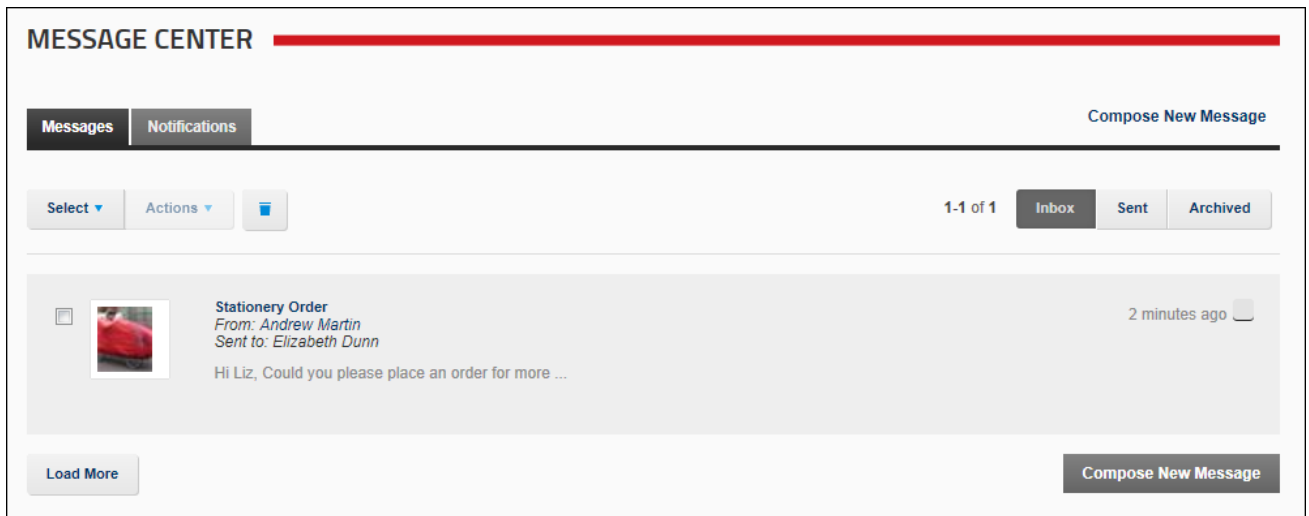 MESSAGE CENTER
Messages Notifications Compose New Message
Select Actions 1-1 of 1 Inbox Sent Archived
Stationery Order
From: Andrew Martin 2 minutes ago
Sent to: Elizabeth Dunn
Hi Liz, Could you please place an order for more ...
Load More Compose New Message